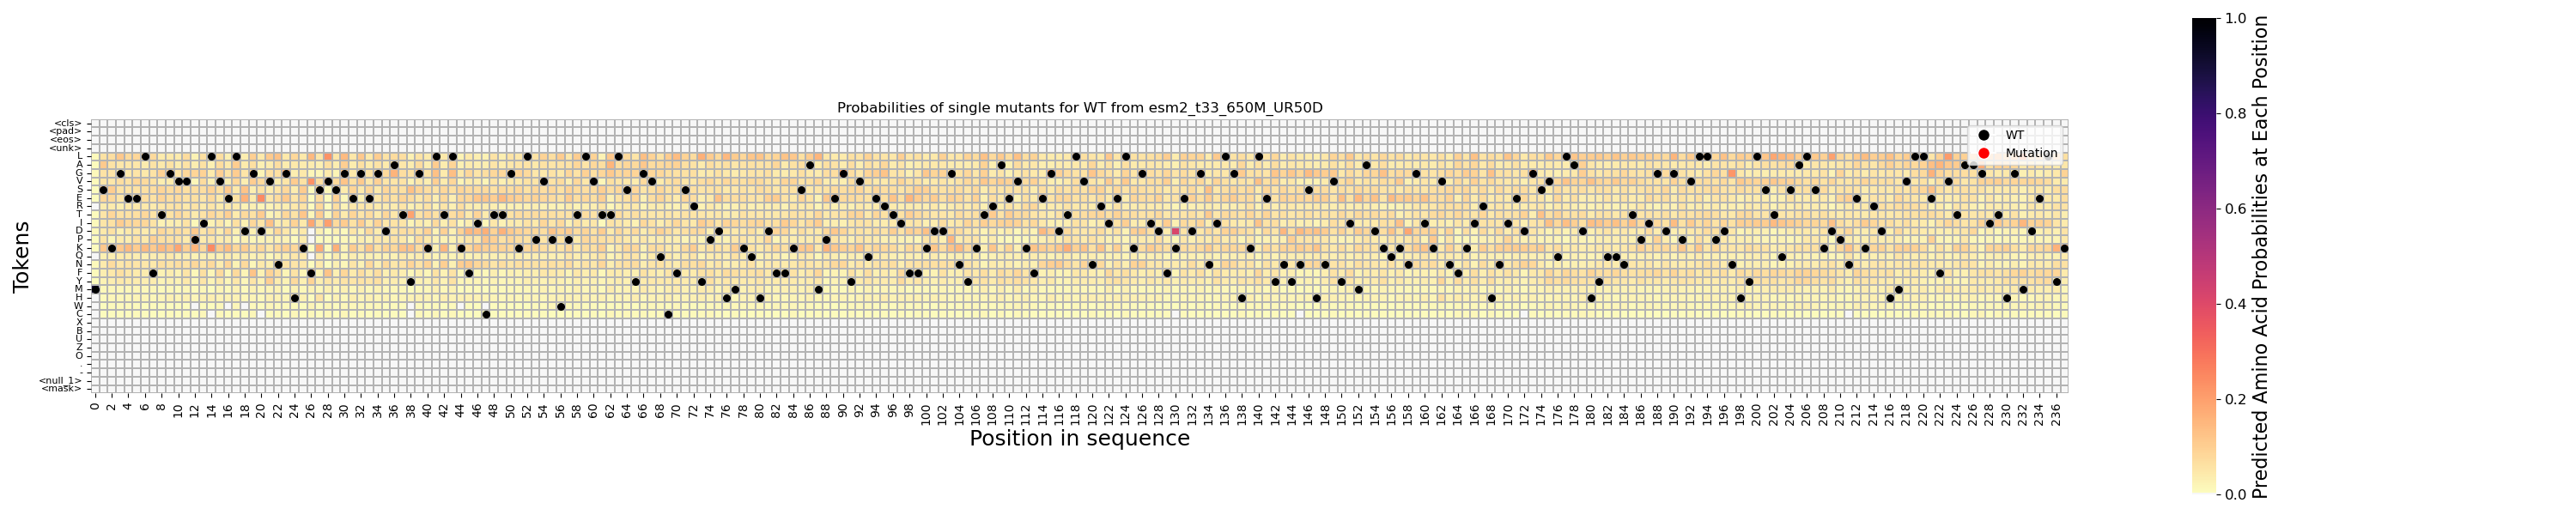 Probabilities of single mutants for WT from esm2_t33_650M_UR50D
Tokens
<cls>
<pad>
<eos>
<unk>
L
A
G
V
S
E
R
T
I
D
P
K
Q
N
F
Y
M
H
W
C
X
B
U
Z
O
.
-
<null_1>
<mask>
WT
Mutation
0 2 4 6 8 10 12 14 16 18 20 22 24 26 28 30 32 34 36 38 40 42 44 46 48 50 52 54 56 58 60 62 64 66 68 70 72 74 76 78 80 82 84 86 88 90 92 94 96 98 100 102 104 106 108 110 112 114 116 118 120 122 124 126 128 130 132 134 136 138 140 142 144 146 148 150 152 154 156 158 160 162 164 166 168 170 172 174 176 178 180 182 184 186 188 190 192 194 196 198 200 202 204 206 208 210 212 214 216 218 220 222 224 226 228 230 232 234 236
Position in sequence
1.0
0.8
0.6
0.4
0.2
0.0
Predicted Amino Acid Probabilities at Each Position